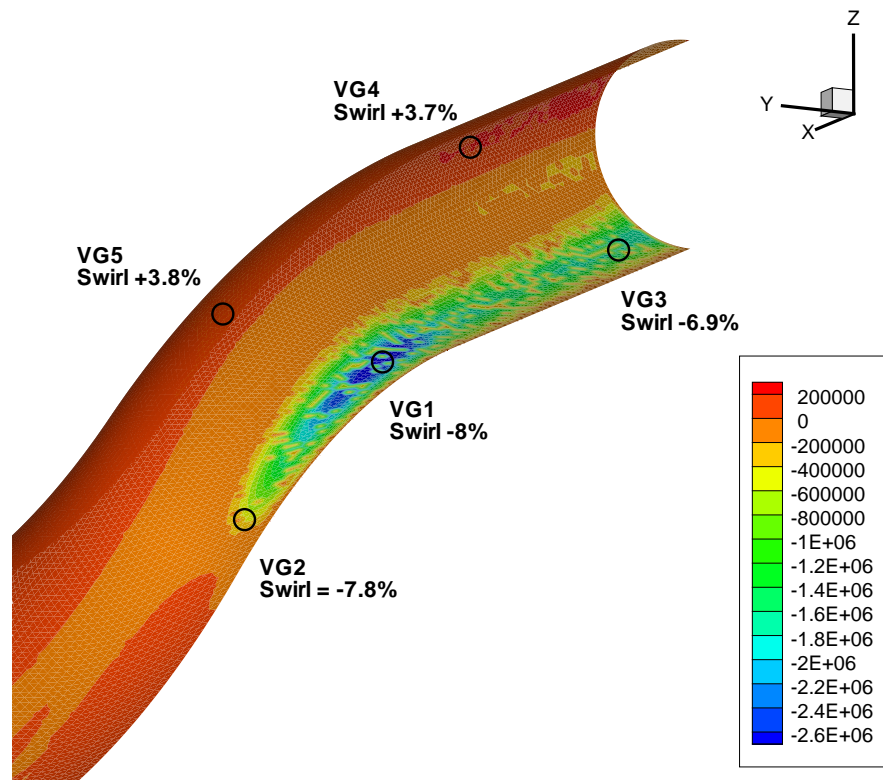 Z
Y
X
VG4
Swirl +3.7%
VG5
Swirl +3.8%
VG3
Swirl -6.9%
VG1
Swirl -8%
VG2
Swirl = -7.8%
200000
0
-200000
-400000
-600000
-800000
-1E+06
-1.2E+06
-1.4E+06
-1.6E+06
-1.8E+06
-2E+06
-2.2E+06
-2.4E+06
-2.6E+06